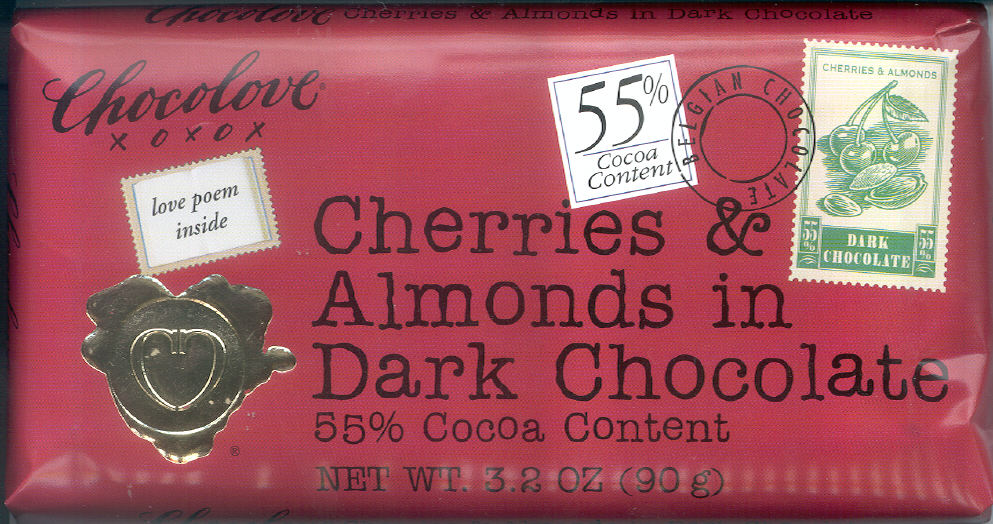 Chocolove Cherries & Almonds in Dark Chocolate
Chocolove®
x o x o x
love poem
inside
55%
Cocoa
Content
BELGIAN CHOCOLATE
CHERRIES & ALMONDS
55%
DARK
CHOCOLATE
55%
Cherries &
Almonds in
Dark Chocolate
55% Cocoa Content
NET WT. 3.2 OZ (90 g)
®